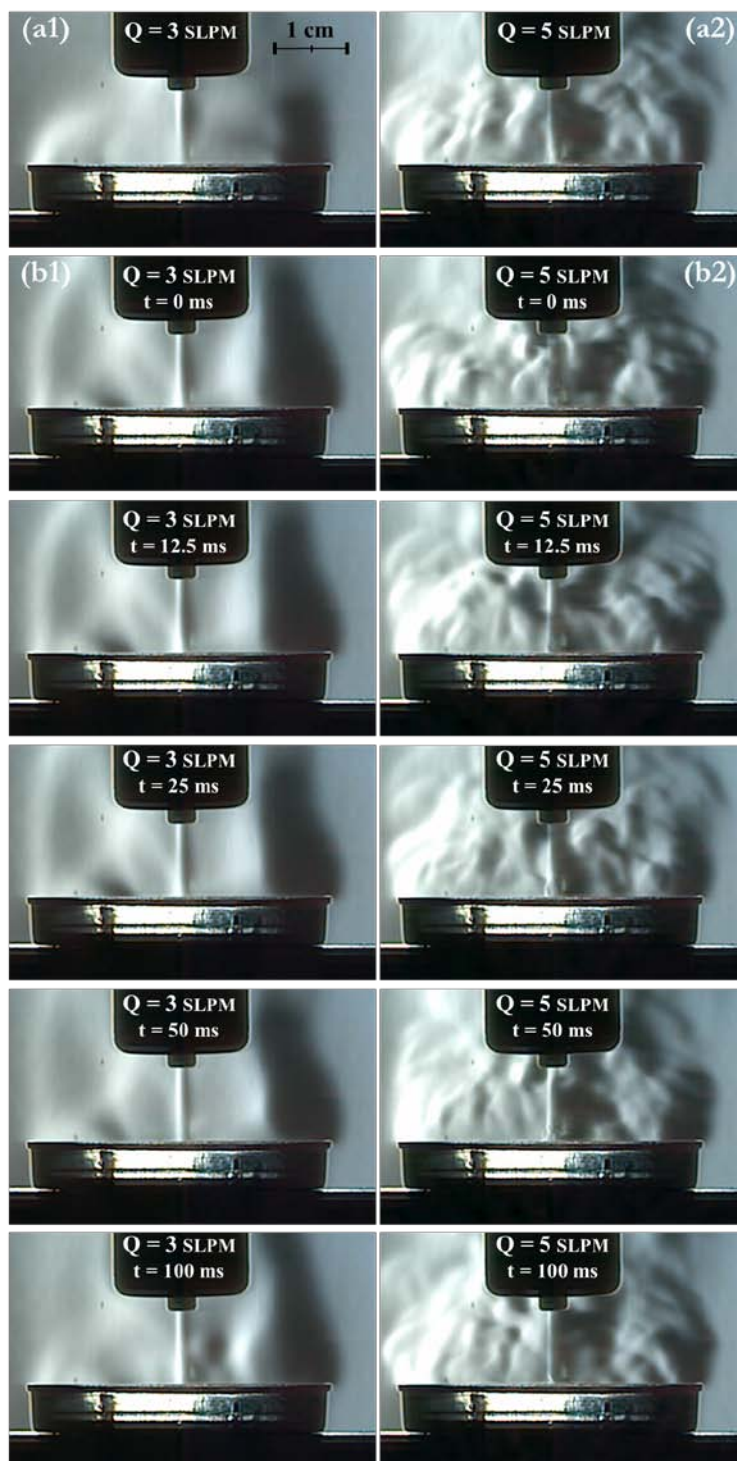 (a1)
Q = 3 SLPM
1 cm
Q = 5 SLPM
(a2)
(b1)
Q = 3 SLPM
t = 0 ms
Q = 5 SLPM
t = 0 ms
(b2)
Q = 3 SLPM
t = 12.5 ms
Q = 5 SLPM
t = 12.5 ms
Q = 3 SLPM
t = 25 ms
Q = 5 SLPM
t = 25 ms
Q = 3 SLPM
t = 50 ms
Q = 5 SLPM
t = 50 ms
Q = 3 SLPM
t = 100 ms
Q = 5 SLPM
t = 100 ms